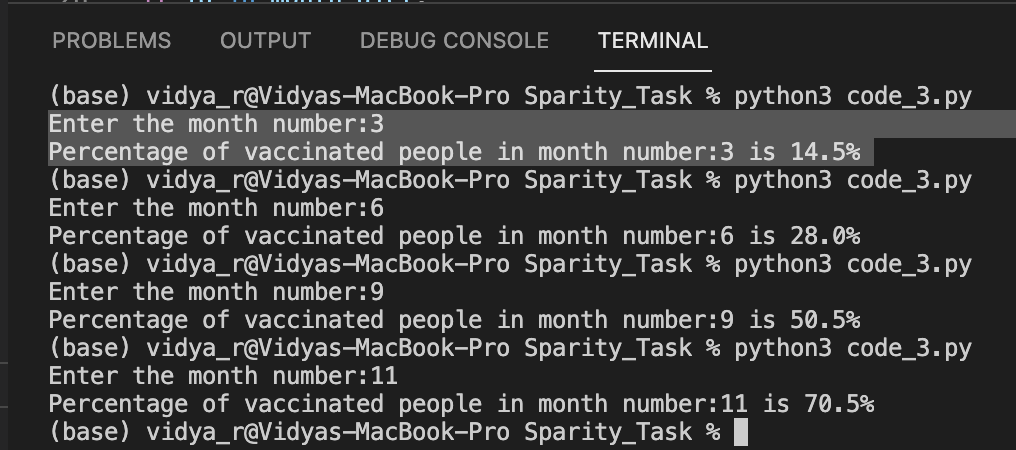 PROBLEMS OUTPUT DEBUG CONSOLE TERMINAL
(base) vidya_r@Vidyas-MacBook-Pro Sparity_Task % python3 code_3.py
Enter the month number:3
Percentage of vaccinated people in month number:3 is 14.5%
(base) vidya_r@Vidyas-MacBook-Pro Sparity_Task % python3 code_3.py
Enter the month number:6
Percentage of vaccinated people in month number:6 is 28.0%
(base) vidya_r@Vidyas-MacBook-Pro Sparity_Task % python3 code_3.py
Enter the month number:9
Percentage of vaccinated people in month number:9 is 50.5%
(base) vidya_r@Vidyas-MacBook-Pro Sparity_Task % python3 code_3.py
Enter the month number:11
Percentage of vaccinated people in month number:11 is 70.5%
(base) vidya_r@Vidyas-MacBook-Pro Sparity_Task %